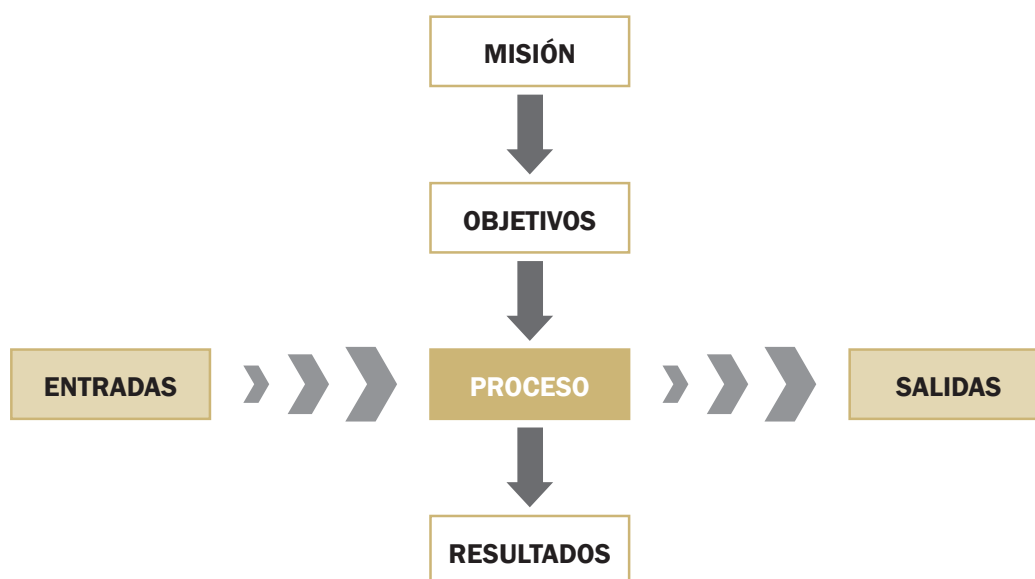 MISIÓN
OBJETIVOS
ENTRADAS
PROCESO
SALIDAS
RESULTADOS